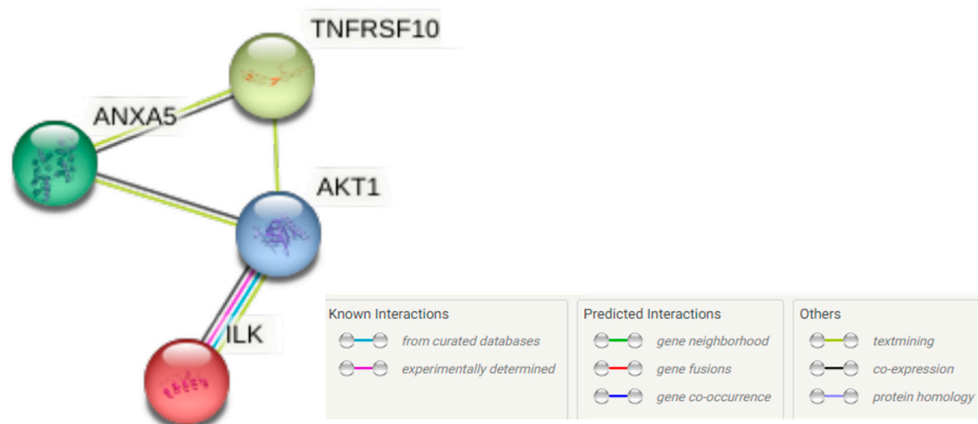 TNFRSF10
ANXA5
AKT1
ILK
Known Interactions
from curated databases
experimentally determined
Predicted Interactions
gene neighborhood
gene fusions
gene co-occurrence
Others
textmining
co-expression
protein homology